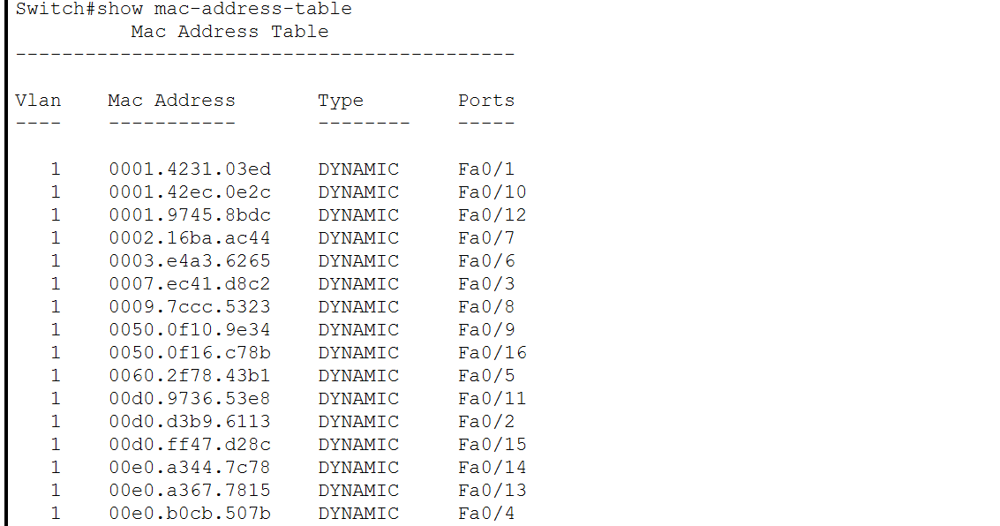 Switch#show mac-address-table
          Mac Address Table
-------------------------------------------

Vlan    Mac Address       Type        Ports
----    -----------       --------    -----

   1    0001.4231.03ed    DYNAMIC     Fa0/1
   1    0001.42ec.0e2c    DYNAMIC     Fa0/10
   1    0001.9745.8bdc    DYNAMIC     Fa0/12
   1    0002.16ba.ac44    DYNAMIC     Fa0/7
   1    0003.e4a3.6265    DYNAMIC     Fa0/6
   1    0007.ec41.d8c2    DYNAMIC     Fa0/3
   1    0009.7ccc.5323    DYNAMIC     Fa0/8
   1    0050.0f10.9e34    DYNAMIC     Fa0/9
   1    0050.0f16.c78b    DYNAMIC     Fa0/16
   1    0060.2f78.43b1    DYNAMIC     Fa0/5
   1    00d0.9736.53e8    DYNAMIC     Fa0/11
   1    00d0.d3b9.6113    DYNAMIC     Fa0/2
   1    00d0.ff47.d28c    DYNAMIC     Fa0/15
   1    00e0.a344.7c78    DYNAMIC     Fa0/14
   1    00e0.a367.7815    DYNAMIC     Fa0/13
   1    00e0.b0cb.507b    DYNAMIC     Fa0/4